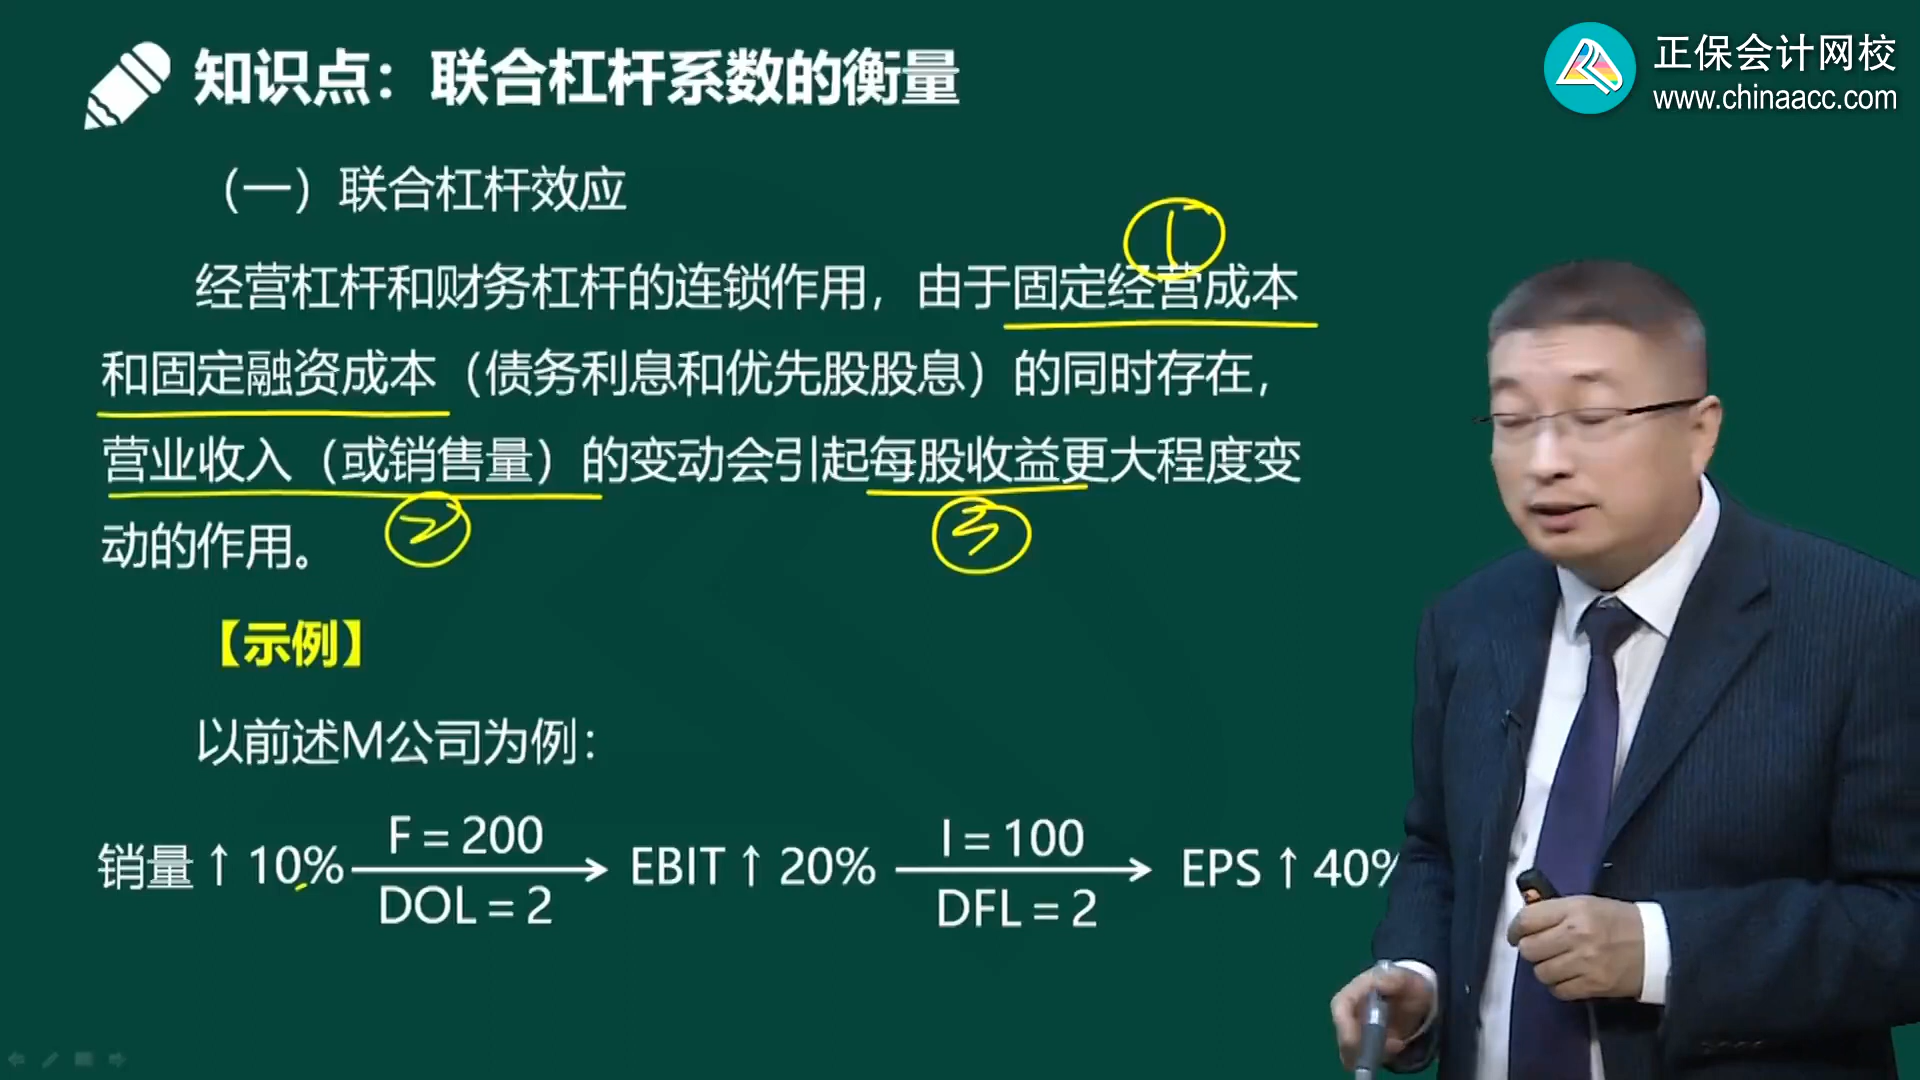 知识点：联合杠杆系数的衡量
正保会计网校
www.chinaacc.com
（一）联合杠杆效应
①
经营杠杆和财务杠杆的连锁作用，由于固定经营成本
和固定融资成本（债务利息和优先股股息）的同时存在，
营业收入（或销售量）的变动会引起每股收益更大程度变
② ③
动的作用。
【示例】
以前述M公司为例：
F = 200 I = 100
销量↑10% EBIT↑20% EPS↑40%
DOL = 2 DFL = 2